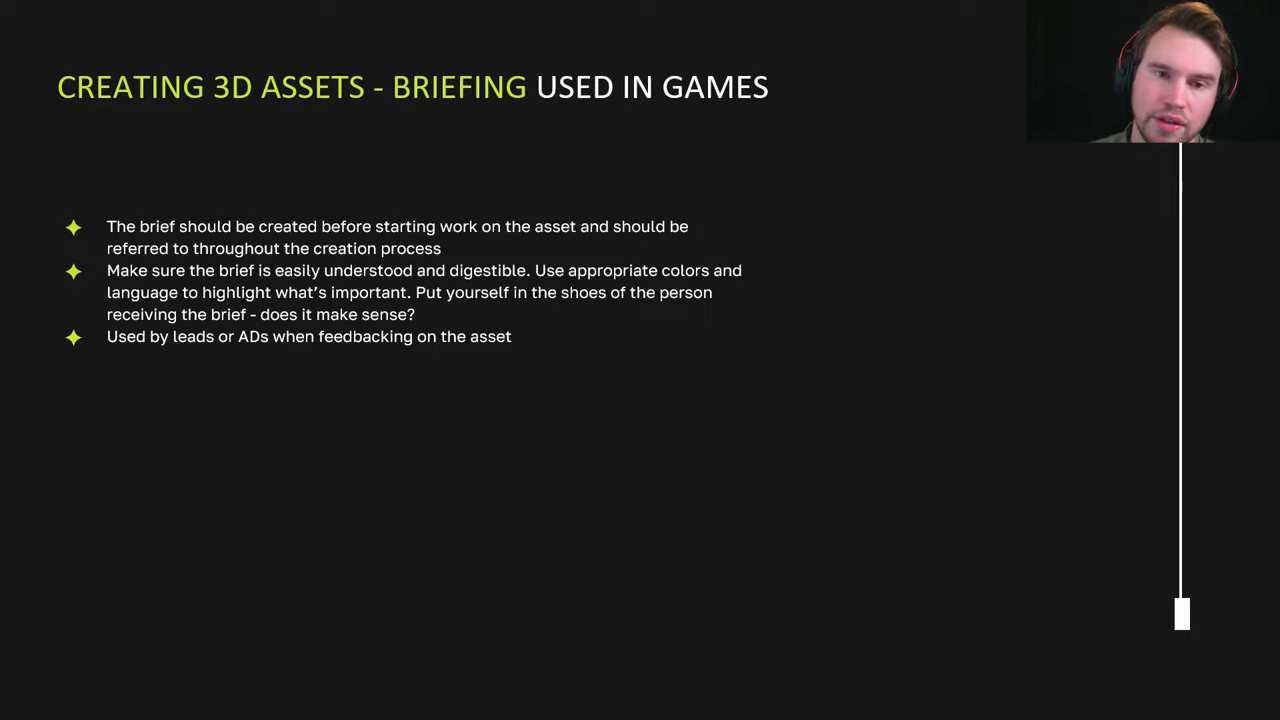 CREATING 3D ASSETS - BRIEFING USED IN GAMES
The brief should be created before starting work on the asset and should be
referred to throughout the creation process
Make sure the brief is easily understood and digestible. Use appropriate colors and
language to highlight what’s important. Put yourself in the shoes of the person
receiving the brief - does it make sense?
Used by leads or ADs when feedbacking on the asset